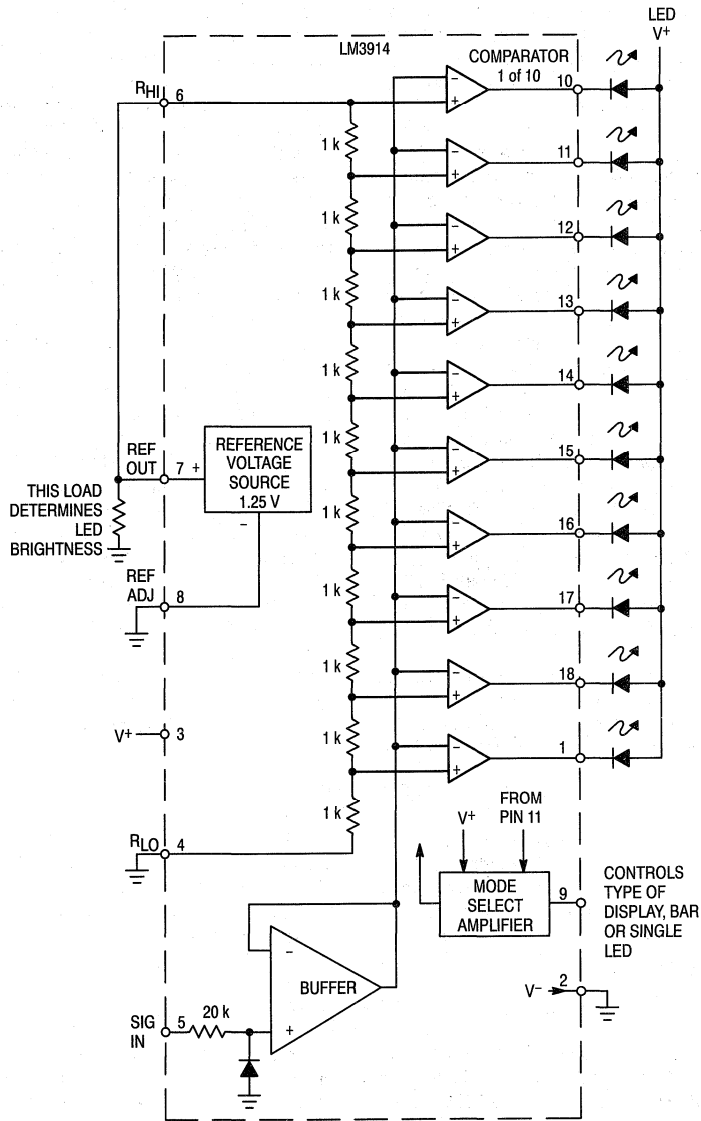 LED
V+
LM3914
COMPARATOR
1 of 10
RHI
6
10
− +
1 k
11
− +
1 k
12
− +
1 k
13
− +
1 k
14
− +
REF
OUT
7
+
REFERENCE
VOLTAGE
SOURCE
1.25 V
−
1 k
15
− +
THIS LOAD
DETERMINES
LED
BRIGHTNESS
1 k
16
− +
REF
ADJ
8
1 k
17
− +
1 k
18
− +
V+
3
1 k
1
− +
1 k
RLO
4
V+
FROM
PIN 11
MODE
SELECT
AMPLIFIER
9
CONTROLS
TYPE OF
DISPLAY, BAR
OR SINGLE
LED
−
BUFFER
+
V−
2
SIG
IN
5
20 k